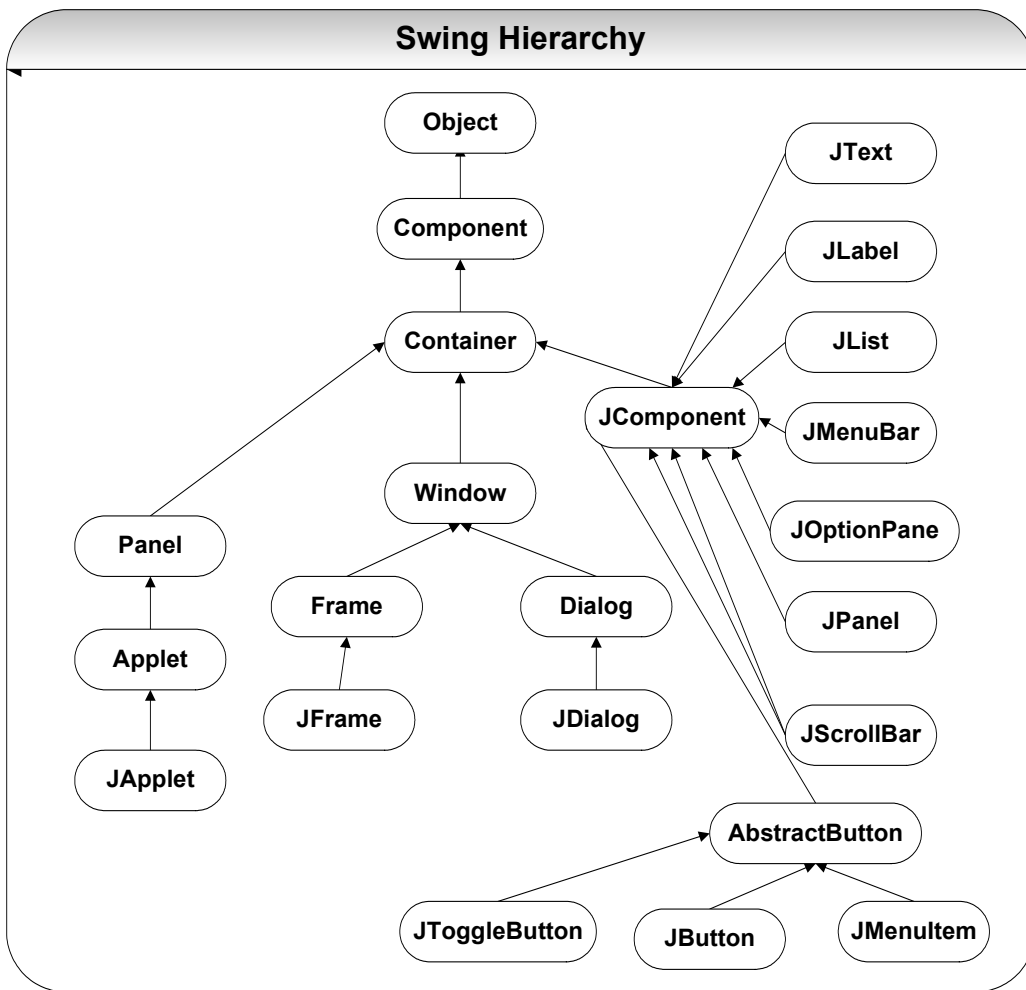 Swing Hierarchy
Object
JText
Component
JLabel
Container
JList
JComponent
JMenuBar
Window
JOptionPane
Panel
Frame
Dialog
JPanel
Applet
JFrame
JDialog
JScrollBar
JApplet
AbstractButton
JToggleButton
JButton
JMenuItem